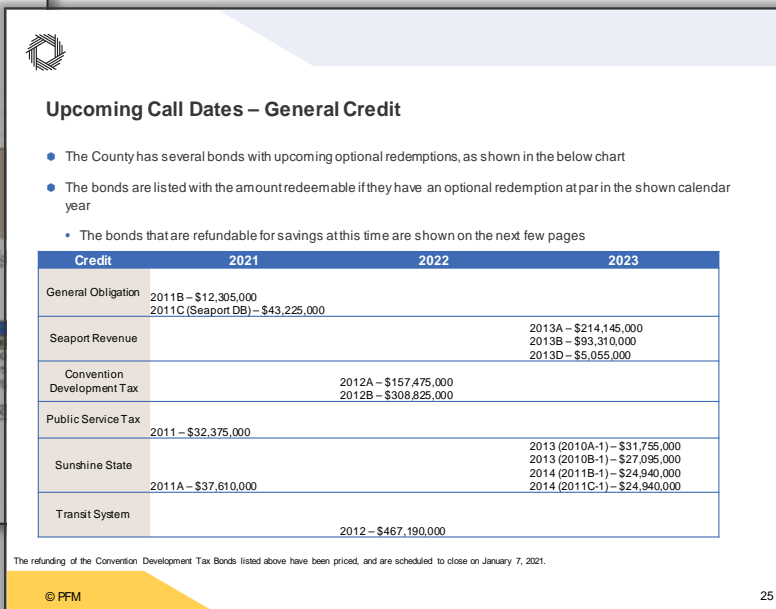 Upcoming Call Dates – General Credit
The County has several bonds with upcoming optional redemptions, as shown in the below chart
The bonds are listed with the amount redeemable if they have an optional redemption at par in the shown calendar
year
The bonds that are refundable for savings at this time are shown on the next few pages
Credit 2021 2022 2023
General Obligation
2011B – $12,305,000
2011C (Seaport DB) – $43,225,000
Seaport Revenue
2013A – $214,145,000
2013B – $93,310,000
2013D – $5,055,000
Convention
Development Tax
2012A – $157,475,000
2012B – $308,825,000
Public Service Tax
2011 – $32,375,000
Sunshine State
2011A – $37,610,000
2013 (2010A-1) – $31,755,000
2013 (2010B-1) – $27,095,000
2014 (2011B-1) – $24,940,000
2014 (2011C-1) – $24,940,000
Transit System
2012 – $467,190,000
The refunding of the Convention Development Tax Bonds listed above have been priced, and are scheduled to close on January 7, 2021.
© PFM
25